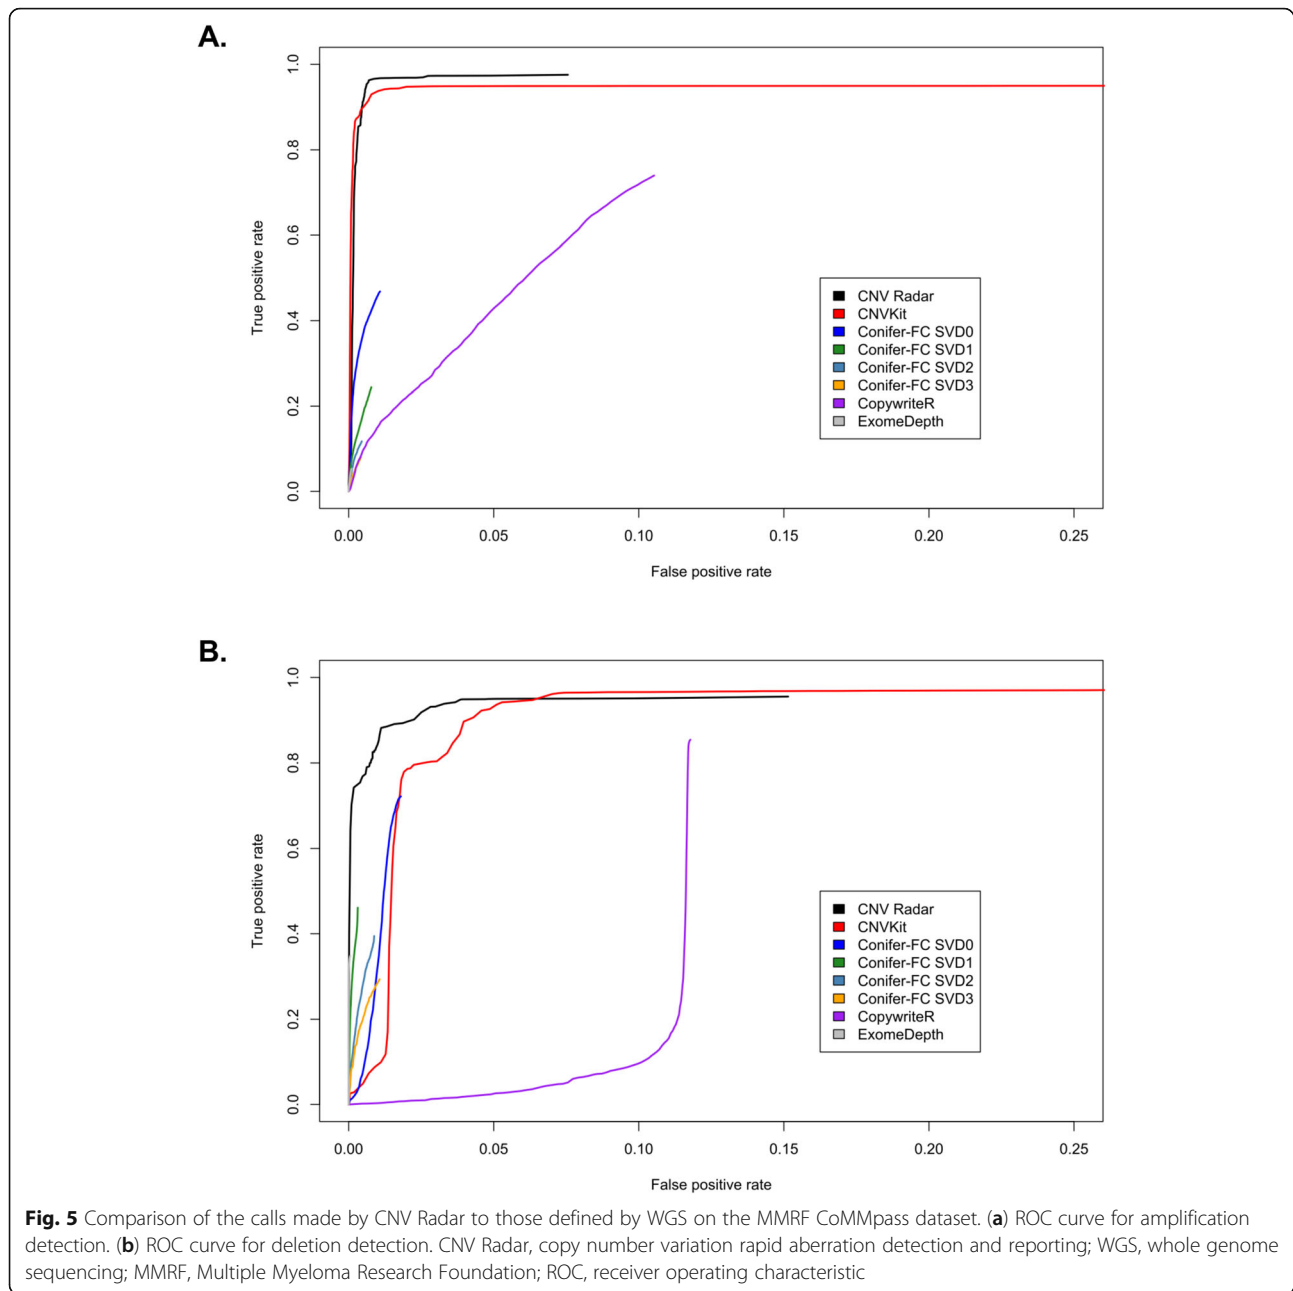 A.
1.0
0.8
0.6
0.4
0.2
0.0
True positive rate
CNV Radar
CNVKit
Conifer-FC SVD0
Conifer-FC SVD1
Conifer-FC SVD2
Conifer-FC SVD3
CopywriteR
ExomeDepth
0.00 0.05 0.10 0.15 0.20 0.25
False positive rate
B.
1.0
0.8
0.6
0.4
0.2
0.0
True positive rate
CNV Radar
CNVKit
Conifer-FC SVD0
Conifer-FC SVD1
Conifer-FC SVD2
Conifer-FC SVD3
CopywriteR
ExomeDepth
0.00 0.05 0.10 0.15 0.20 0.25
False positive rate
Fig. 5 Comparison of the calls made by CNV Radar to those defined by WGS on the MMRF CoMMpass dataset. (a) ROC curve for amplification
detection. (b) ROC curve for deletion detection. CNV Radar, copy number variation rapid aberration detection and reporting; WGS, whole genome
sequencing; MMRF, Multiple Myeloma Research Foundation; ROC, receiver operating characteristic